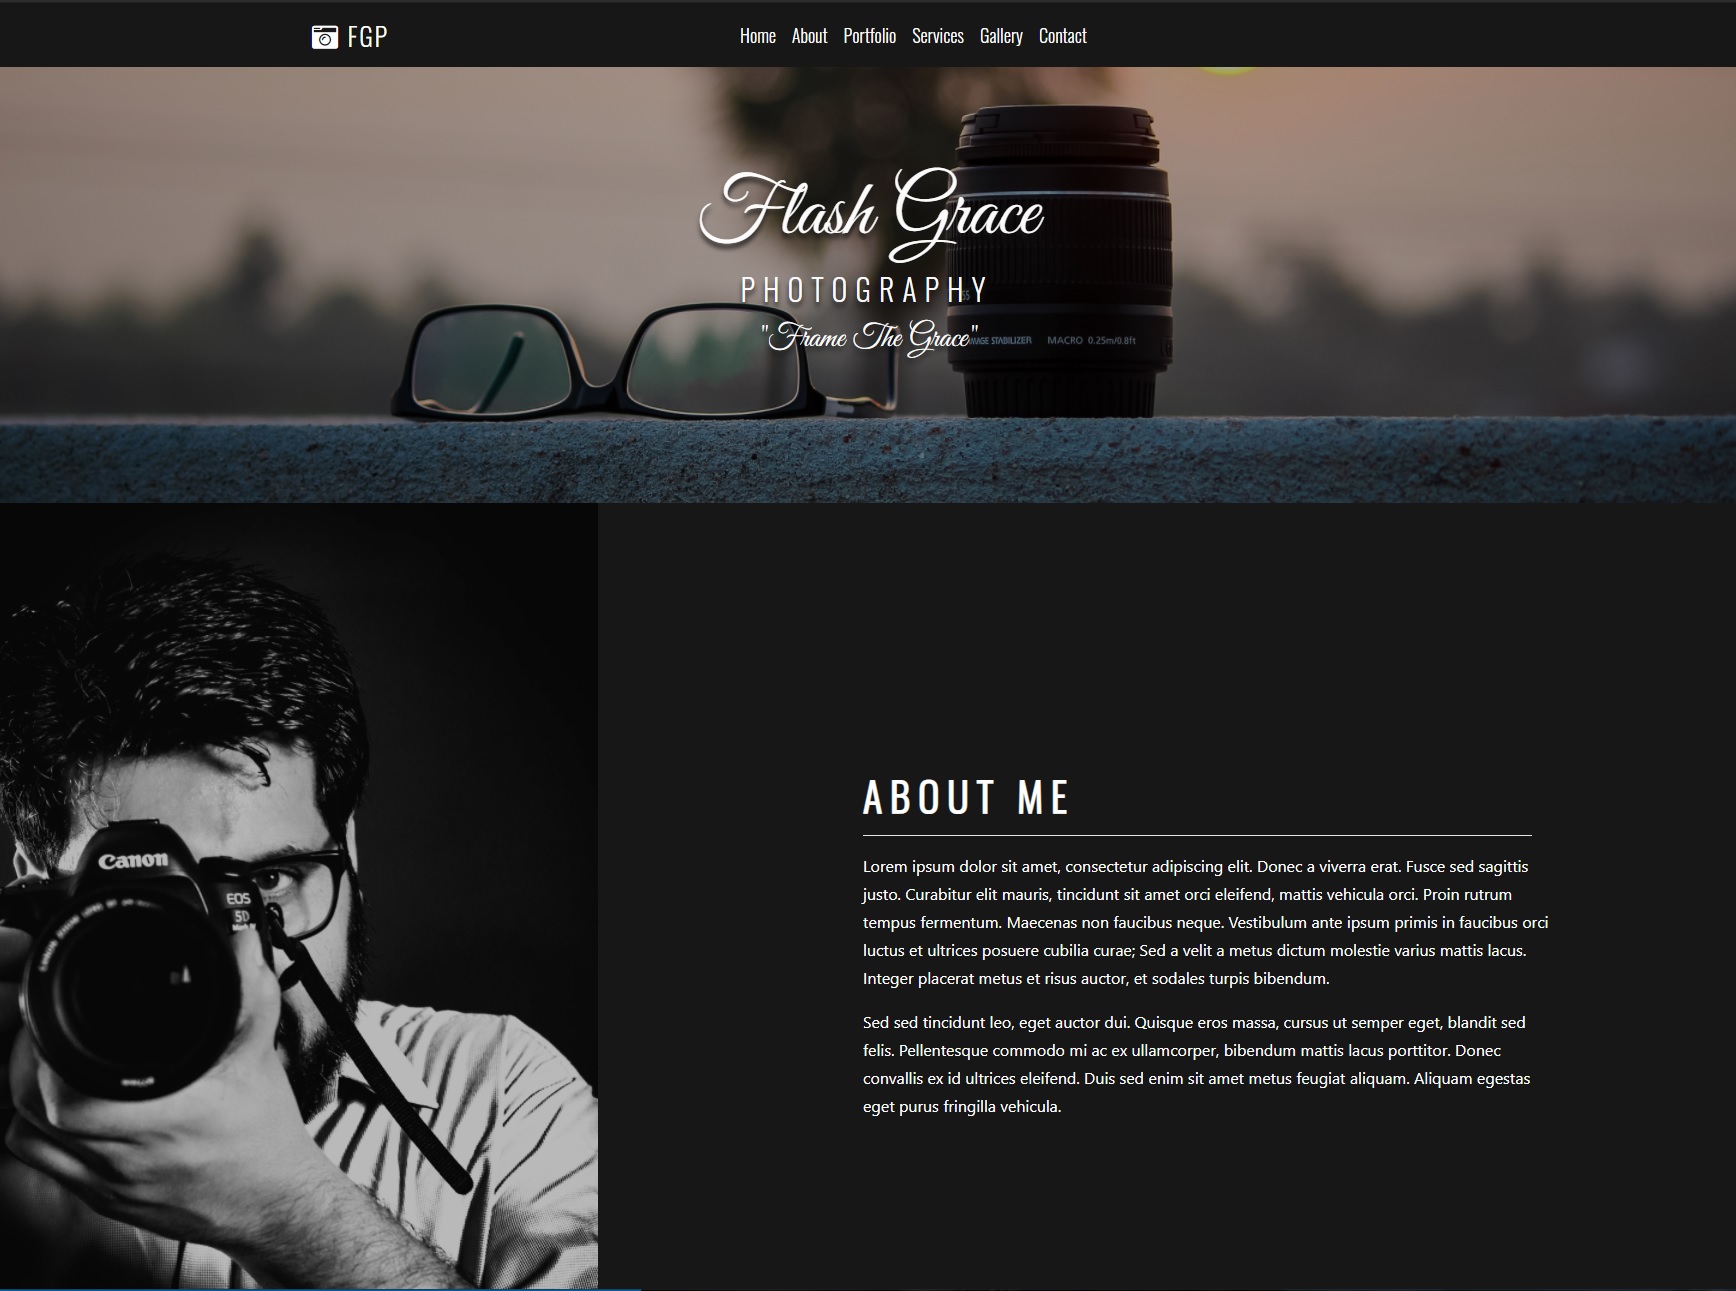 FGP
Home About Portfolio Services Gallery Contact
Flash Grace
PHOTOGRAPHY
"Frame The Grace"
IMAGE STABILIZER MACRO 0.25m/0.8ft
Canon
EOS
5D
Mark IV
ABOUT ME
Lorem ipsum dolor sit amet, consectetur adipiscing elit. Donec a viverra erat. Fusce sed sagittis
justo. Curabitur elit mauris, tincidunt sit amet orci eleifend, mattis vehicula orci. Proin rutrum
tempus fermentum. Maecenas non faucibus neque. Vestibulum ante ipsum primis in faucibus orci
luctus et ultrices posuere cubilia curae; Sed a velit a metus dictum molestie varius mattis lacus.
Integer placerat metus et risus auctor, et sodales turpis bibendum.
Sed sed tincidunt leo, eget auctor dui. Quisque eros massa, cursus ut semper eget, blandit sed
felis. Pellentesque commodo mi ac ex ullamcorper, bibendum mattis lacus porttitor. Donec
convallis ex id ultrices eleifend. Duis sed enim sit amet metus feugiat aliquam. Aliquam egestas
eget purus fringilla vehicula.